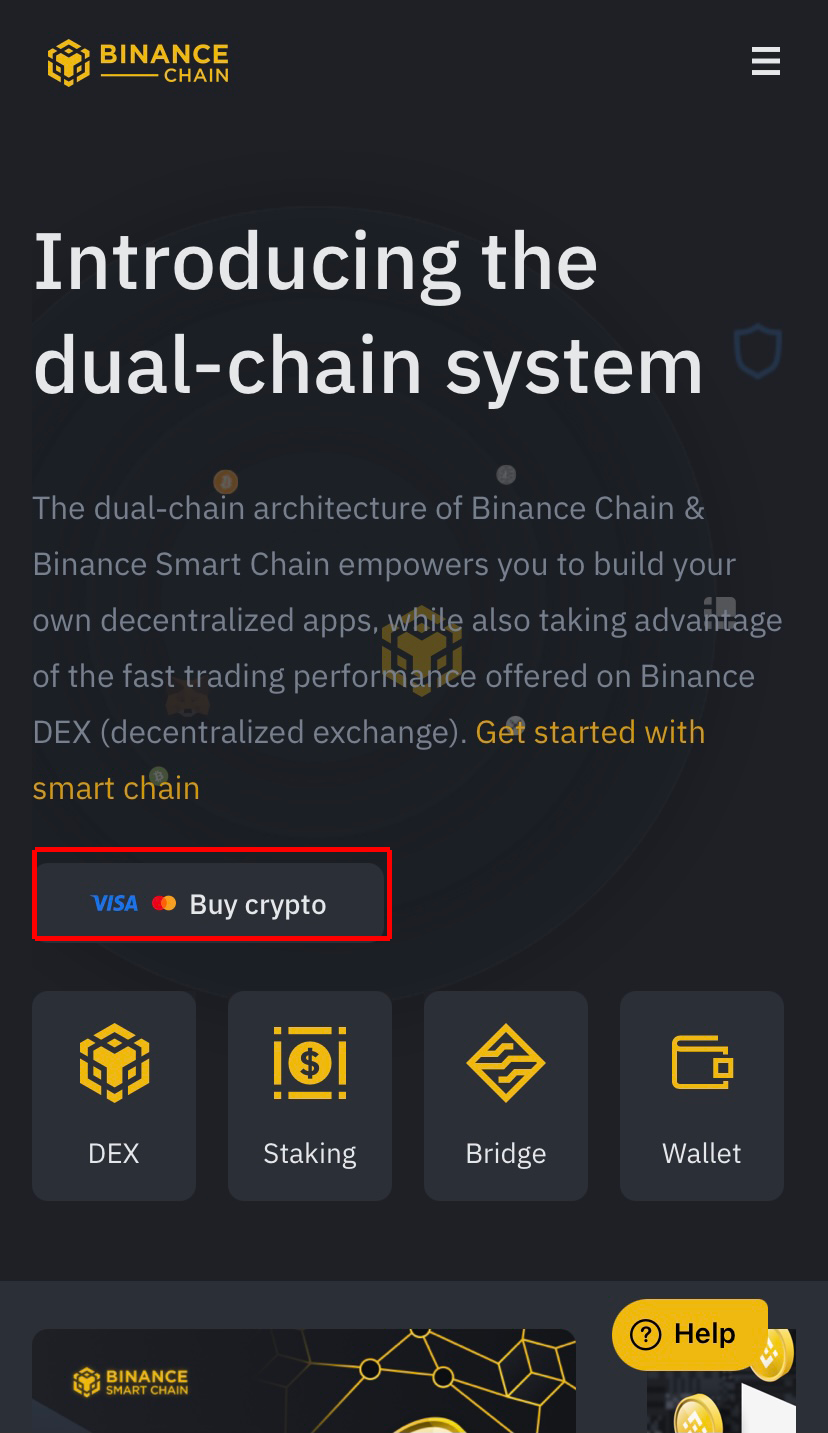 BINANCE
CHAIN
Introducing the
dual-chain system
The dual-chain architecture of Binance Chain &
Binance Smart Chain empowers you to build your
own decentralized apps, while also taking advantage
of the fast trading performance offered on Binance
DEX (decentralized exchange). Get started with
smart chain
VISA Buy crypto
DEX Staking Bridge Wallet
Help
BINANCE
SMART CHAIN